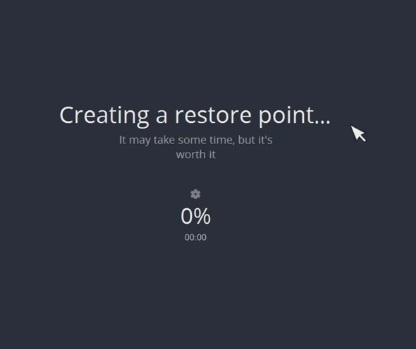 Creating a restore point...
It may take some time, but it's
worth it
0%
00:00